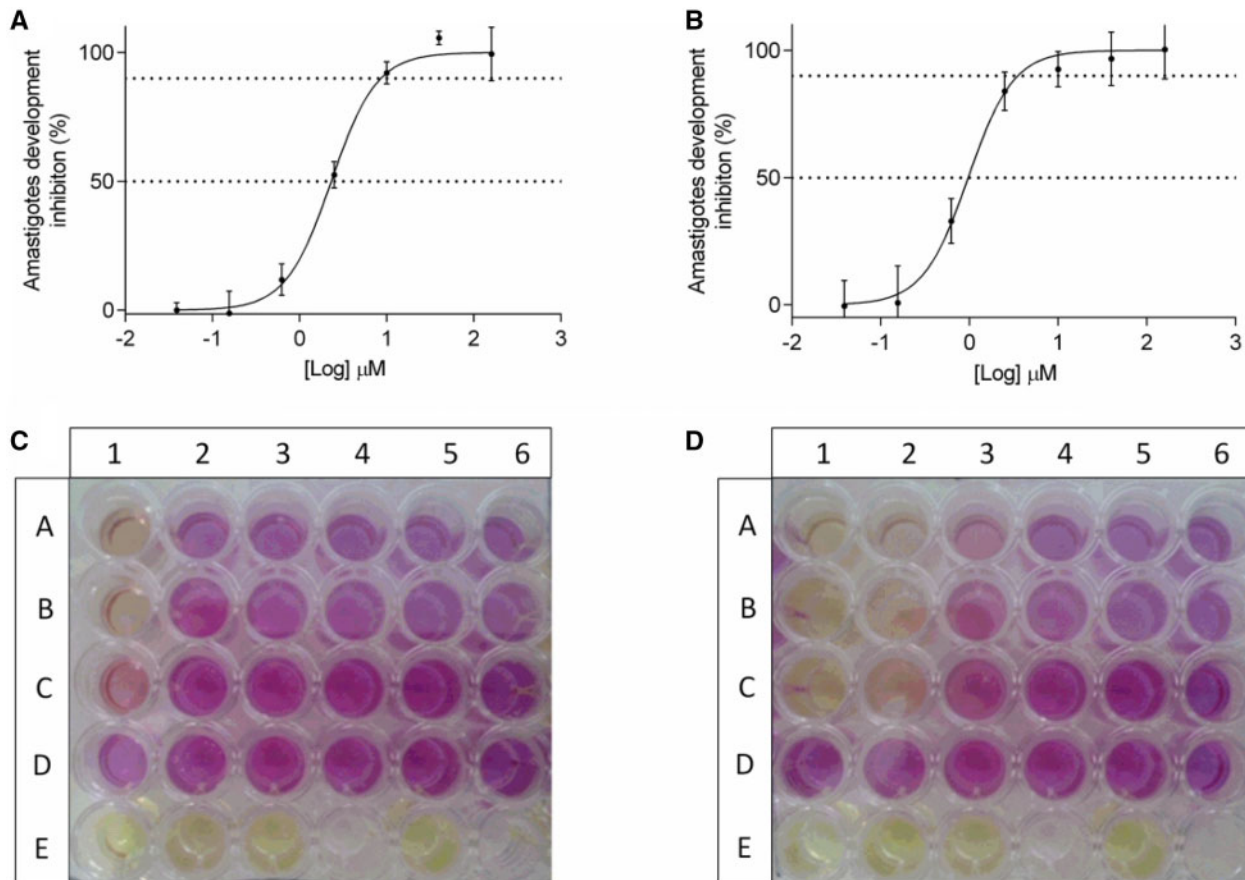 A
Amastigotes development
inhibiton (%)
100
50
0
-2 -1 0 1 2 3
[Log] μM
B
Amastigotes development
inhibiton (%)
100
50
0
-2 -1 0 1 2 3
[Log] μM
C
1 2 3 4 5 6
A
B
C
D
E
D
1 2 3 4 5 6
A
B
C
D
E